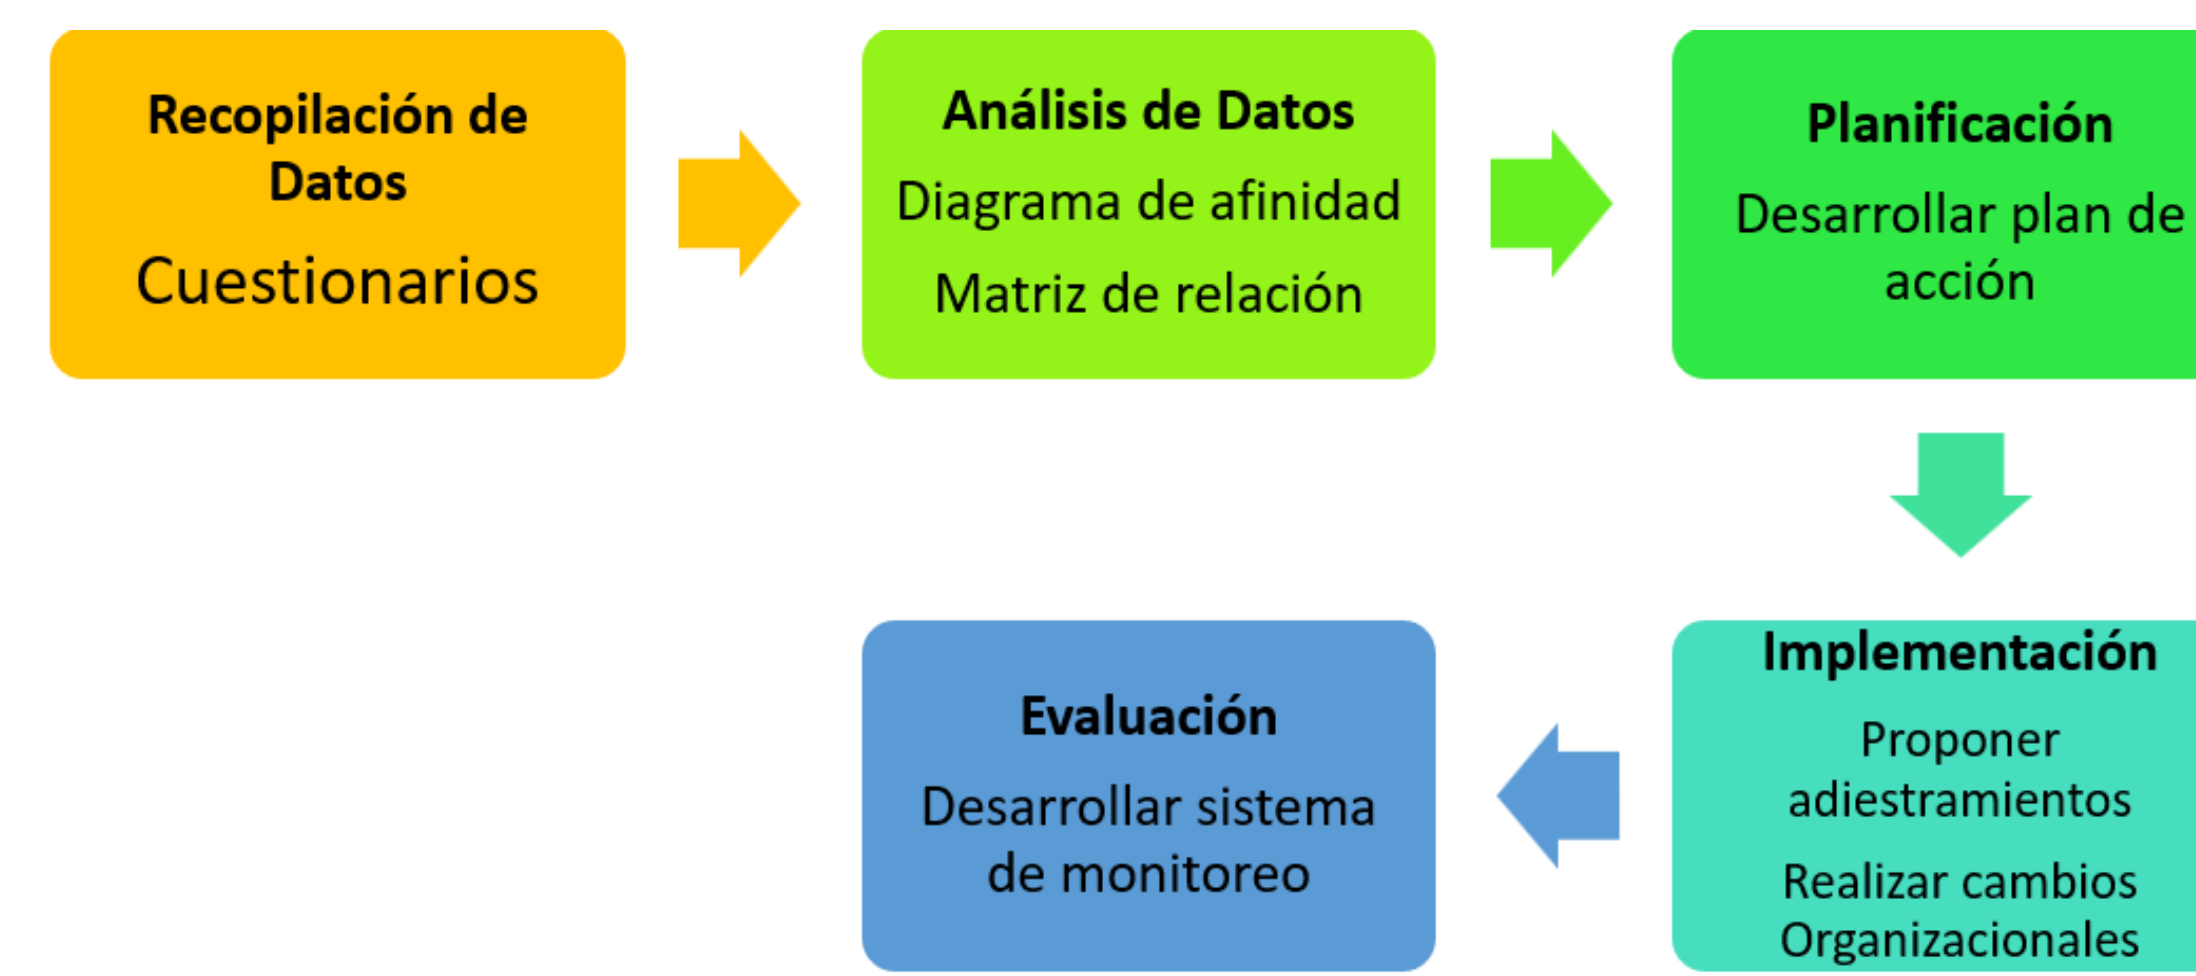 Recopilación de
Datos
Cuestionarios
Análisis de Datos
Diagrama de afinidad
Matriz de relación
Planificación
Desarrollar plan de
acción
Implementación
Proponer
adiestramientos
Realizar cambios
Organizacionales
Evaluación
Desarrollar sistema
de monitoreo